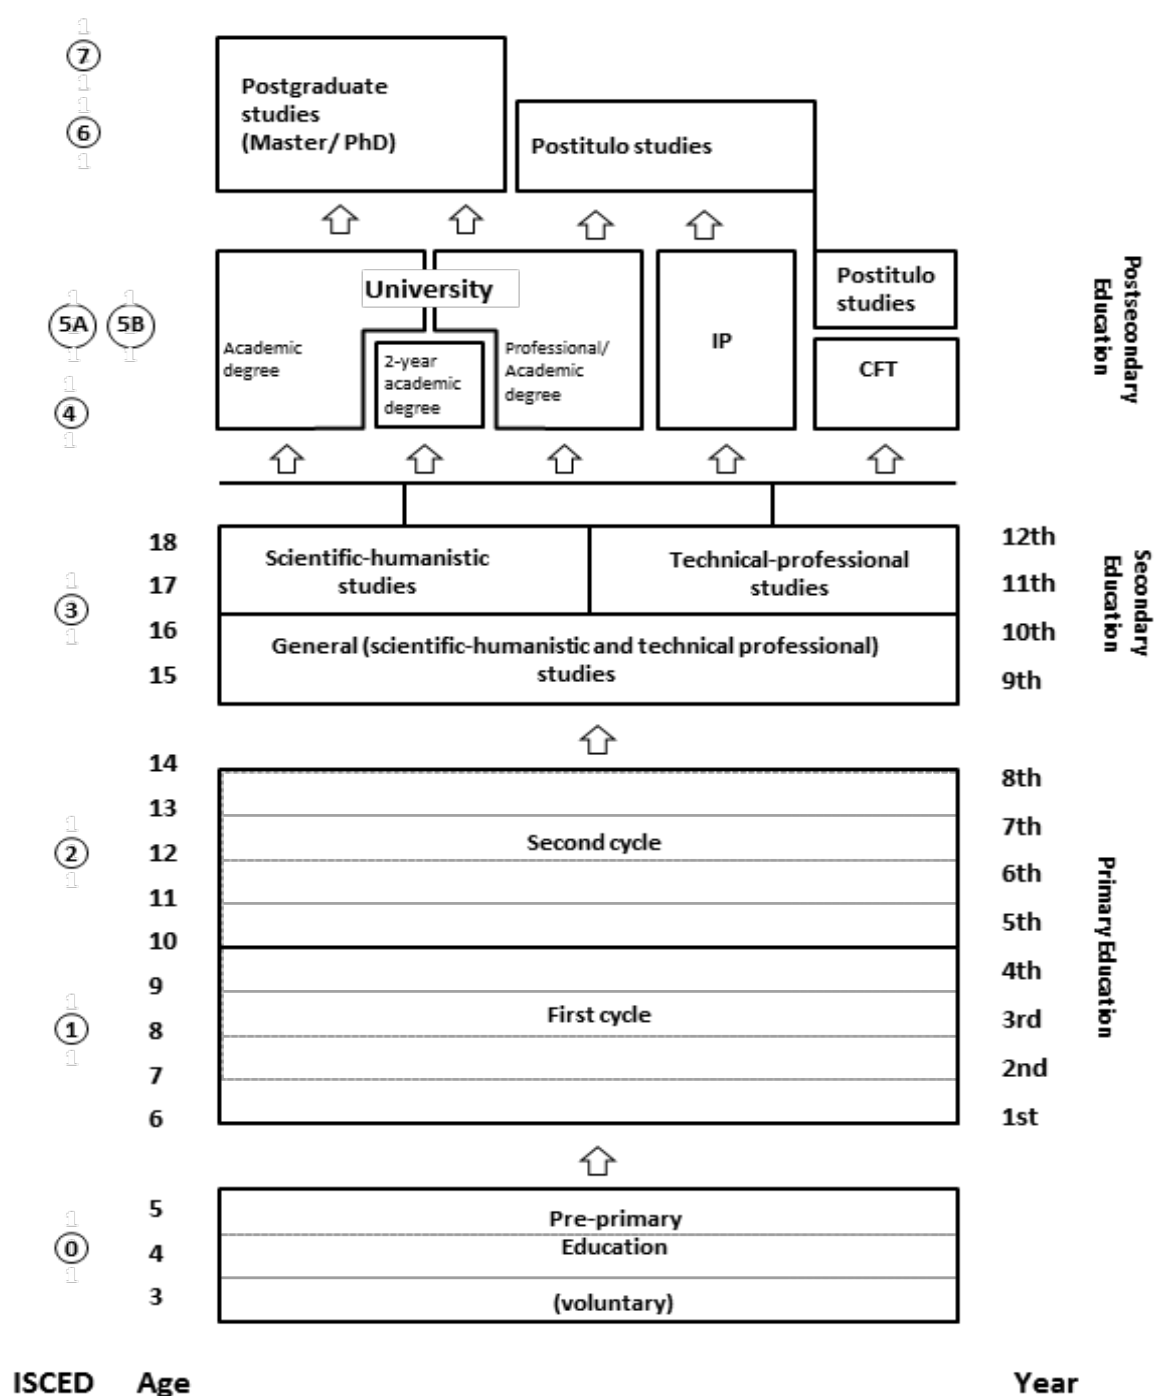 7
6
Postgraduate
studies
(Master/ PhD)
Postitulo studies
5A
5B
4
University
Academic
degree
2-year
academic
degree
Professional/
Academic
degree
IP
Postitulo
studies
CFT
Postsecondary
Education
18
17
16
15
3
Scientific-humanistic
studies
Technical-professional
studies
General (scientific-humanistic and technical professional)
studies
12th
11th
10th
9th
Secondary
Education
14
13
12
11
10
9
8
7
6
2
1
Second cycle
First cycle
8th
7th
6th
5th
4th
3rd
2nd
1st
Primary Education
5
4
3
0
Pre-primary
Education
(voluntary)
ISCED
Age
Year